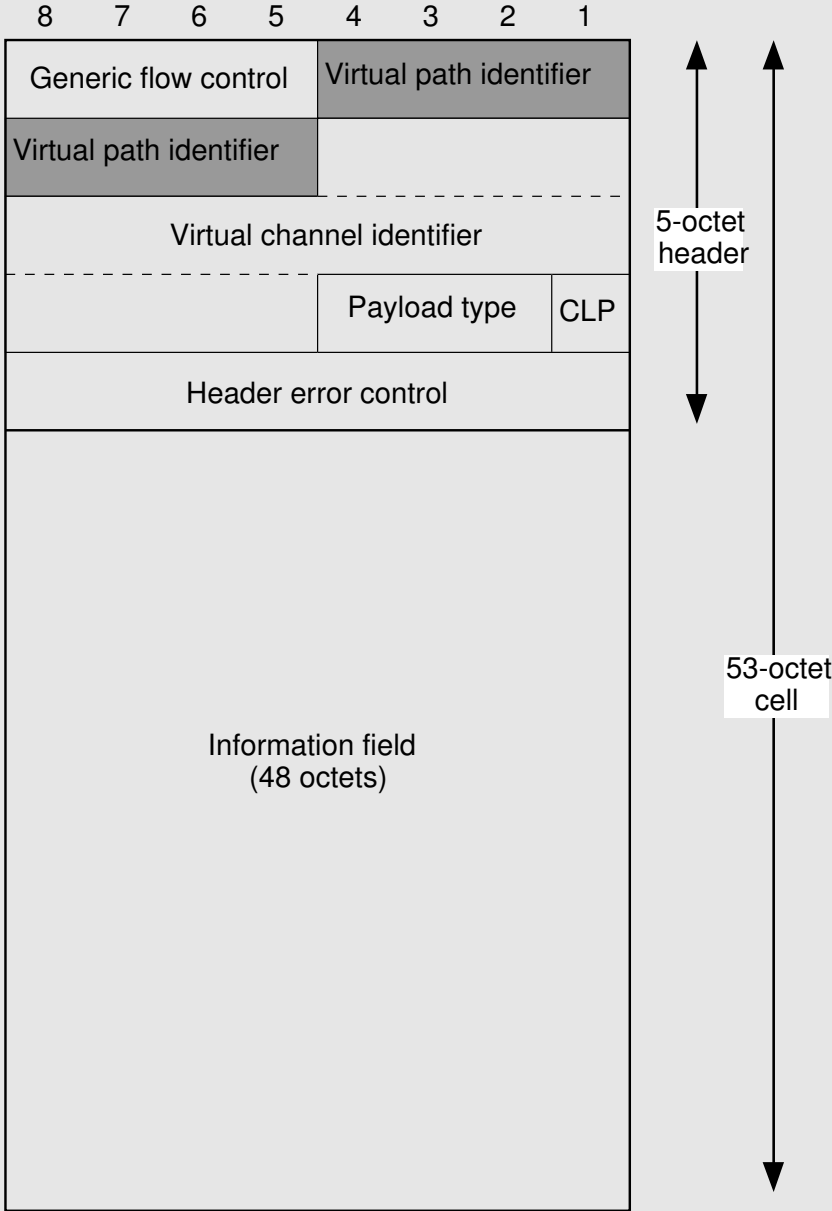 8 7 6 5 4 3 2 1
Generic flow control
Virtual path identifier
Virtual path identifier
Virtual channel identifier
5-octet
header
Payload type
CLP
Header error control
53-octet
cell
Information field
(48 octets)